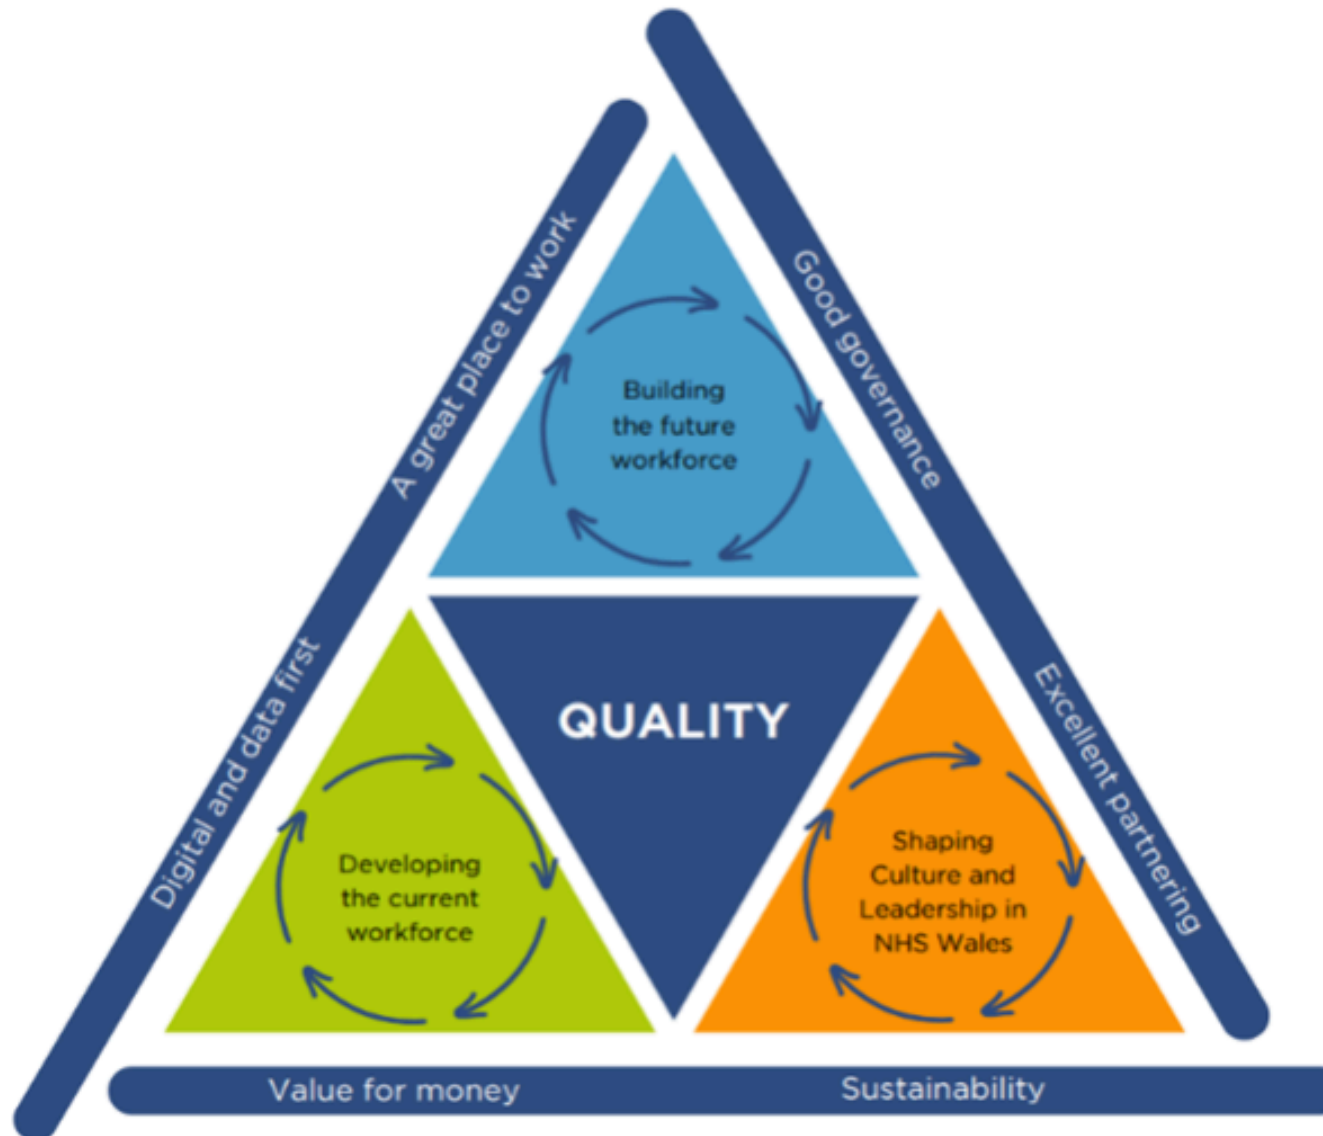 A great place to work
Good governance
Building
the future
workforce
Digital and data first
QUALITY
Excellent partnering
Developing
the current
workforce
Shaping
Culture and
Leadership in
NHS Wales
Value for money
Sustainability